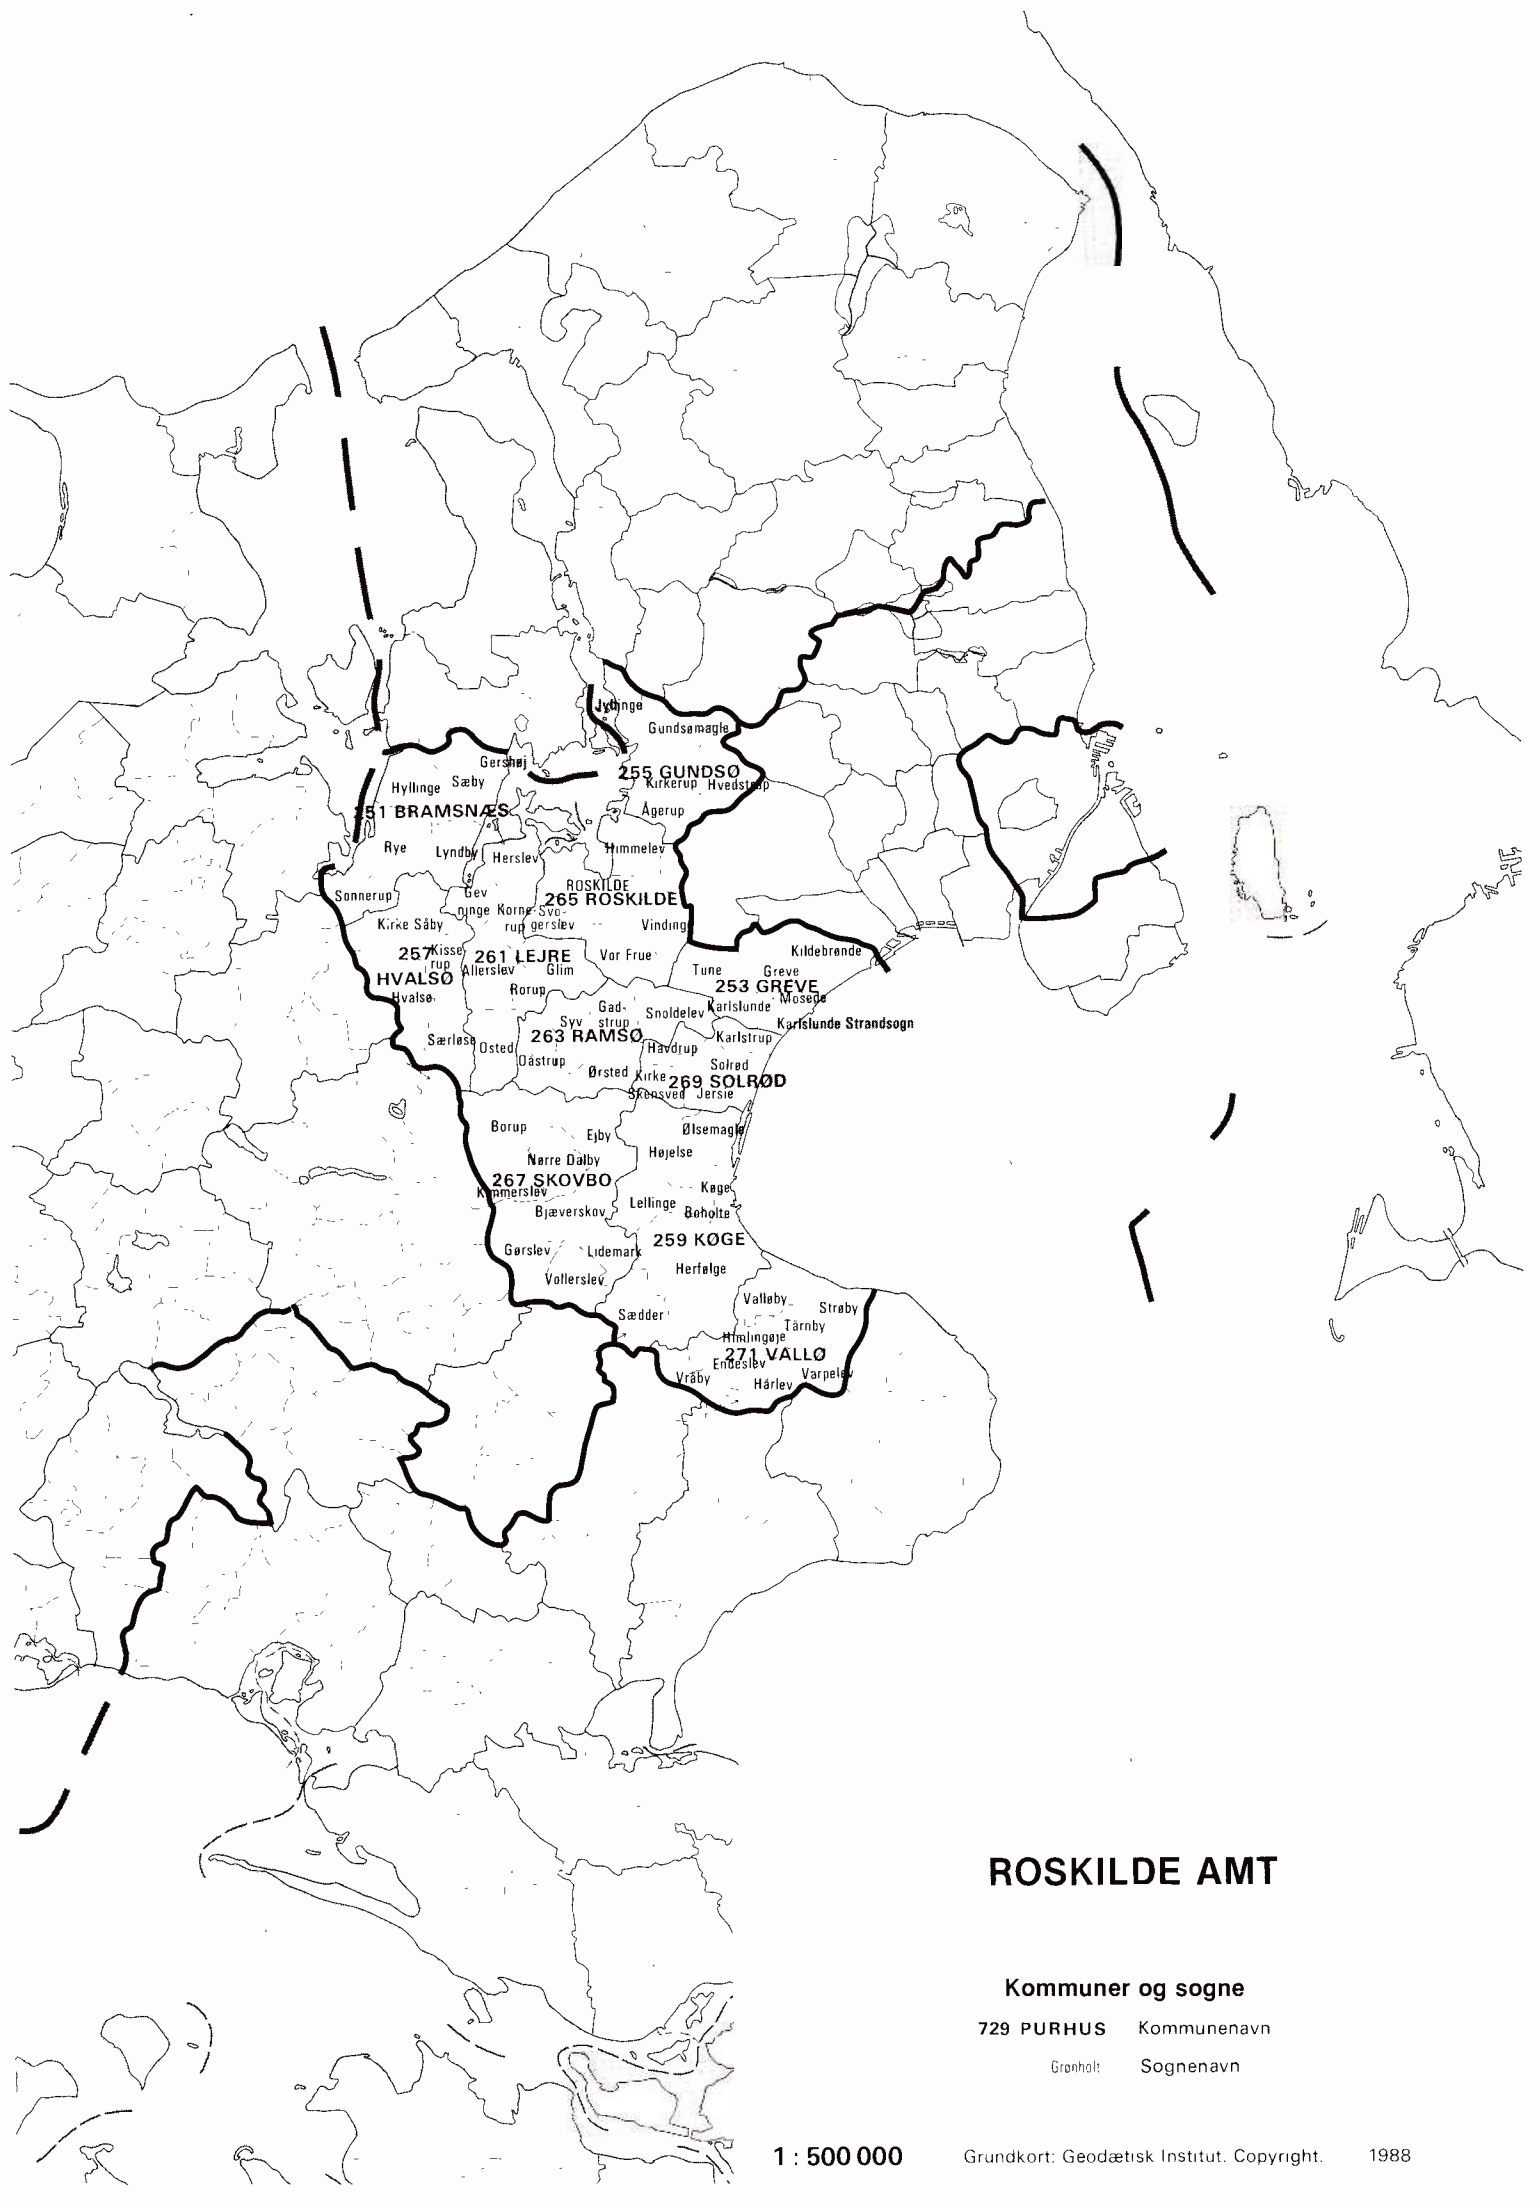 Jyllinge
Gundsømagle
Gershøj
255 GUNDSØ
Hyllinge
Sæby
Kirkerup
Hvedstrup
251 BRAMSNÆS
Ågerup
Rye
Lyndby
Herslev
Himmelev
Sonnerup
Gev
ninge
ROSKILDE
265 ROSKILDE
Korne-
rup
Svo-
gerslev
Kirke Såby
Vinding
257
HVALSØ
Kisse
rup
261 LEJRE
Vor Frue
Kildebrønde
Allerslev
Glim
Tune
Greve
253 GREVE
Rorup
Hvalsø
Mosede
Gad-
strup
Snoldelev
Karlslunde
Syv
Karlslunde Strandsogn
263 RAMSØ
Særløse
Osted
Havdrup
Karlstrup
Dåstrup
Solrød
Ørsted
Kirke
Skensved
269 SOLRØD
Jersie
Borup
Ejby
Ølsemagle
Højelse
Nørre Dalby
267 SKOVBO
Kimmerslev
Køge
Lellinge
Boholte
Bjæverskov
259 KØGE
Gørslev
Lidemark
Herfølge
Vollerslev
Valløby
Strøby
Sædder
Tårnby
Himlingøje
271 VALLØ
Endeslev
Vråby
Hårlev
Varpelev
ROSKILDE AMT
Kommuner og sogne
729 PURHUS Kommunenavn
Grønholt Sognenavn
1 : 500 000 Grundkort: Geodætisk Institut. Copyright. 1988